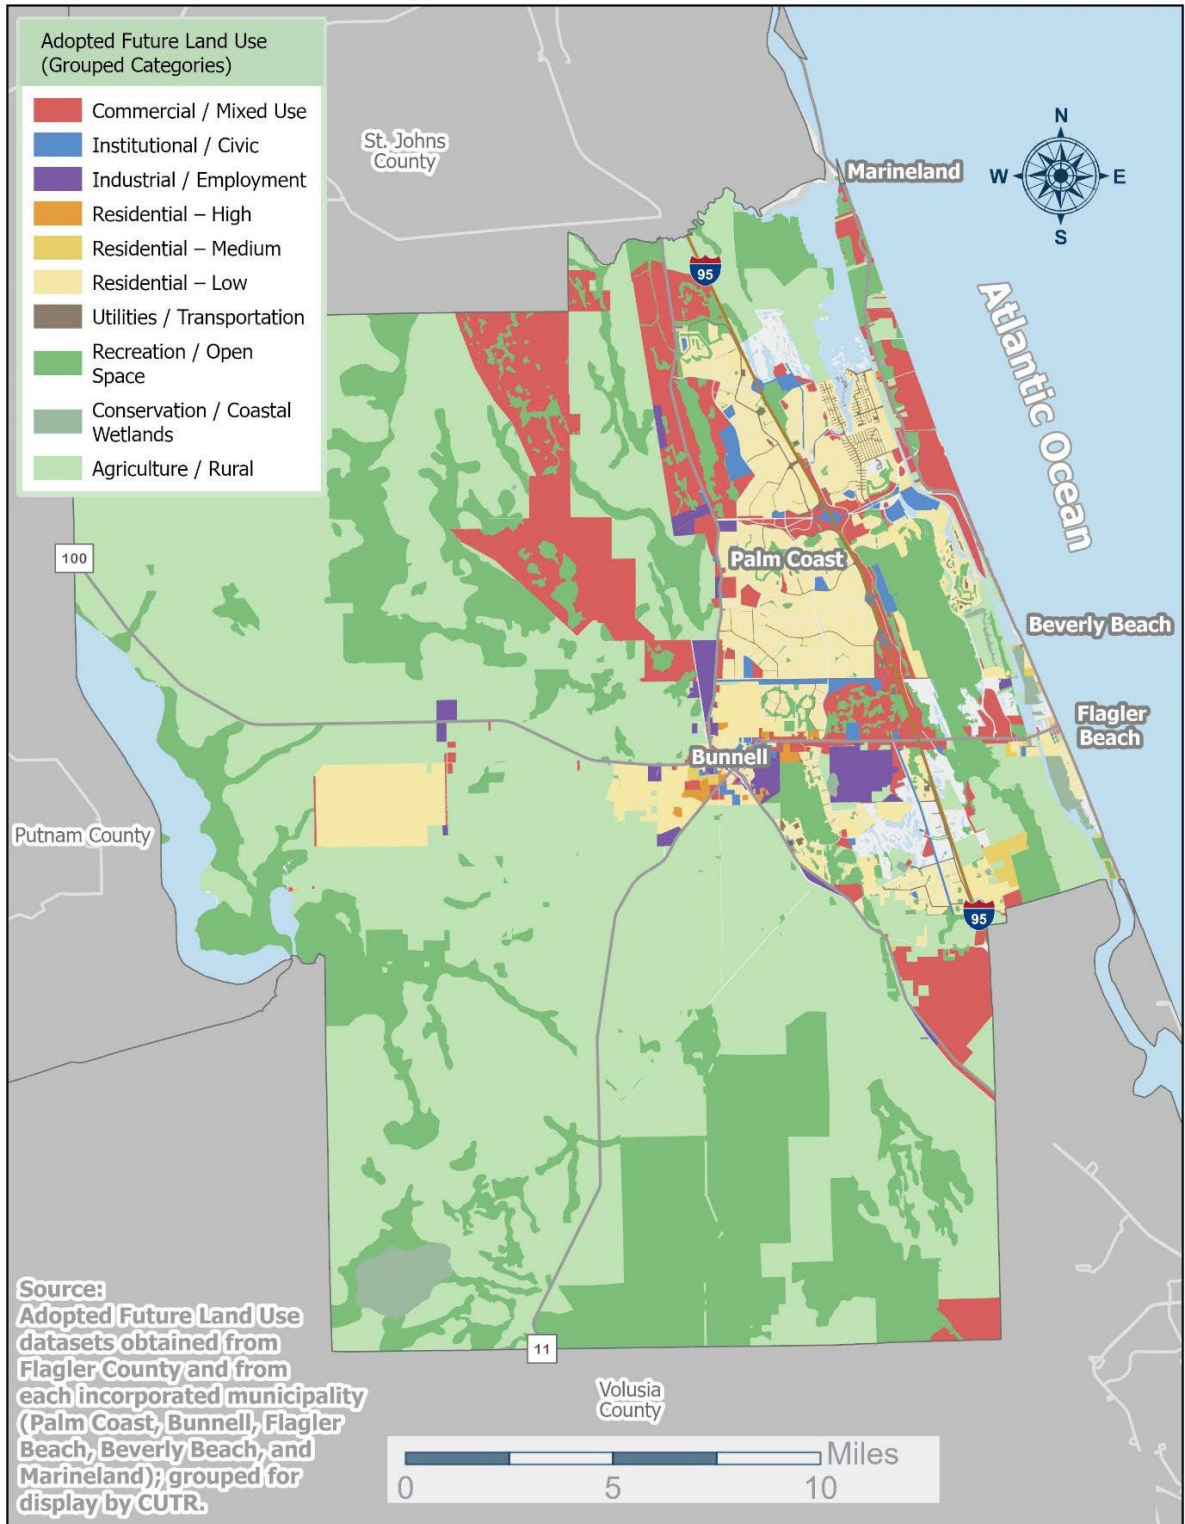 Adopted Future Land Use
(Grouped Categories)
Commercial / Mixed Use
Institutional / Civic
Industrial / Employment
Residential – High
Residential – Medium
Residential – Low
Utilities / Transportation
Recreation / Open
Space
Conservation / Coastal
Wetlands
Agriculture / Rural
St. Johns
County
Marineland
N
W
E
S
95
Atlantic Ocean
100
Palm Coast
Beverly Beach
Flagler
Beach
Bunnell
Putnam County
95
11
Volusia
County
Source:
Adopted Future Land Use
datasets obtained from
Flagler County and from
each incorporated municipality
(Palm Coast, Bunnell, Flagler
Beach, Beverly Beach, and
Marineland); grouped for
display by CUTR.
Miles
0
5
10